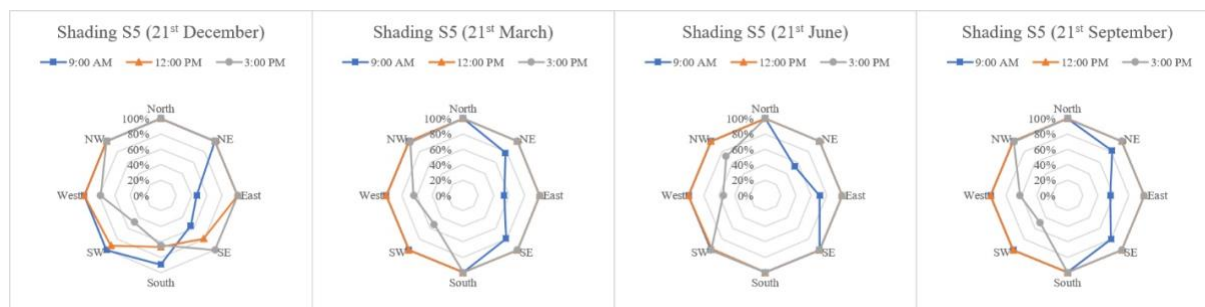 Shading S5 (21st December)
9:00 AM 12:00 PM 3:00 PM
North
100%
NW
NE
80%
60%
40%
20%
West
0%
East
SW
SE
South
Shading S5 (21st March)
9:00 AM 12:00 PM 3:00 PM
North
100%
NW
NE
80%
60%
40%
20%
West
0%
East
SW
SE
South
Shading S5 (21st June)
9:00 AM 12:00 PM 3:00 PM
North
100%
NW
NE
80%
60%
40%
20%
West
0%
East
SW
SE
South
Shading S5 (21st September)
9:00 AM 12:00 PM 3:00 PM
North
100%
NW
NE
80%
60%
40%
20%
West
0%
East
SW
SE
South